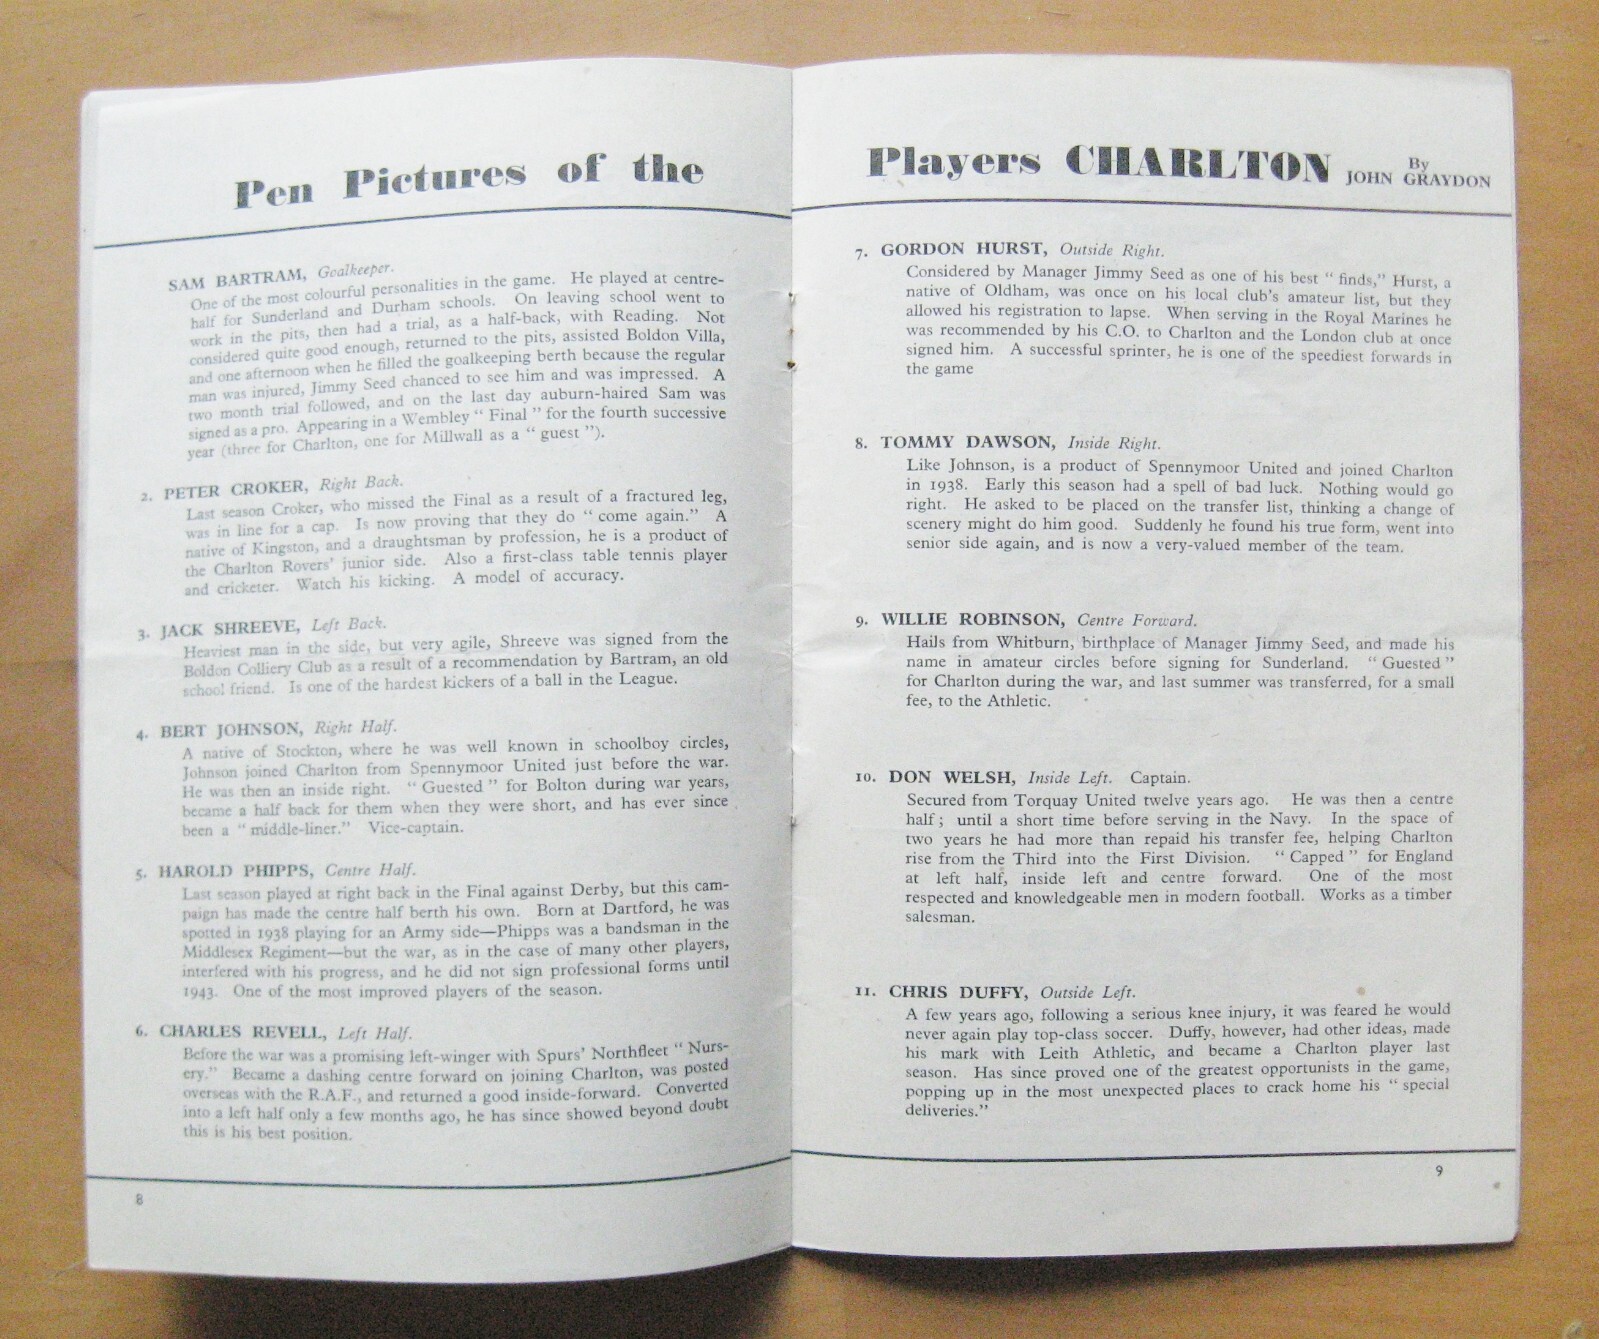 Pen Pictures of the
SAM BARTRAM, Goalkeeper.
One of the most colourful personalities in the game. He played at centre-
half for Sunderland and Durham schools. On leaving school went to
work in the pits, then had a trial, as a half-back, with Reading. Not
considered quite good enough, returned to the pits, assisted Boldon Villa,
and one afternoon when he filled the goalkeeping berth because the regular
man was injured, Jimmy Seed chanced to see him and was impressed. A
two month trial followed, and on the last day auburn-haired Sam was
signed as a pro. Appearing in a Wembley " Final " for the fourth successive
year (three for Charlton, one for Millwall as a " guest ").
2. PETER CROKER, Right Back.
Last season Croker, who missed the Final as a result of a fractured leg,
was in line for a cap. Is now proving that they do " come again." A
native of Kingston, and a draughtsman by profession, he is a product of
the Charlton Rovers' junior side. Also a first-class table tennis player
and cricketer. Watch his kicking. A model of accuracy.
3. JACK SHREEVE, Left Back.
Heaviest man in the side, but very agile, Shreeve was signed from the
Boldon Colliery Club as a result of a recommendation by Bartram, an old
school friend. Is one of the hardest kickers of a ball in the League.
4. BERT JOHNSON, Right Half.
A native of Stockton, where he was well known in schoolboy circles,
Johnson joined Charlton from Spennymoor United just before the war.
He was then an inside right. " Guested " for Bolton during war years,
became a half back for them when they were short, and has ever since
been a " middle-liner." Vice-captain.
5. HAROLD PHIPPS, Centre Half.
Last season played at right back in the Final against Derby, but this cam-
paign has made the centre half berth his own. Born at Dartford, he was
spotted in 1938 playing for an Army side—Phipps was a bandsman in the
Middlesex Regiment—but the war, as in the case of many other players,
interfered with his progress, and he did not sign professional forms until
1943. One of the most improved players of the season.
6. CHARLES REVELL, Left Half.
Before the war was a promising left-winger with Spurs' Northfleet " Nurs-
ery." Became a dashing centre forward on joining Charlton, was posted
overseas with the R.A.F., and returned a good inside-forward. Converted
into a left half only a few months ago, he has since showed beyond doubt
this is his best position.
8
Players CHARLTON By JOHN GRAYDON
7. GORDON HURST, Outside Right.
Considered by Manager Jimmy Seed as one of his best " finds," Hurst, a
native of Oldham, was once on his local club's amateur list, but they
allowed his registration to lapse. When serving in the Royal Marines he
was recommended by his C.O. to Charlton and the London club at once
signed him. A successful sprinter, he is one of the speediest forwards in
the game
8. TOMMY DAWSON, Inside Right.
Like Johnson, is a product of Spennymoor United and joined Charlton
in 1938. Early this season had a spell of bad luck. Nothing would go
right. He asked to be placed on the transfer list, thinking a change of
scenery might do him good. Suddenly he found his true form, went into
senior side again, and is now a very-valued member of the team.
9. WILLIE ROBINSON, Centre Forward.
Hails from Whitburn, birthplace of Manager Jimmy Seed, and made his
name in amateur circles before signing for Sunderland. " Guested "
for Charlton during the war, and last summer was transferred, for a small
fee, to the Athletic.
10. DON WELSH, Inside Left. Captain.
Secured from Torquay United twelve years ago. He was then a centre
half; until a short time before serving in the Navy. In the space of
two years he had more than repaid his transfer fee, helping Charlton
rise from the Third into the First Division. " Capped " for England
at left half, inside left and centre forward. One of the most
respected and knowledgeable men in modern football. Works as a timber
salesman.
11. CHRIS DUFFY, Outside Left.
A few years ago, following a serious knee injury, it was feared he would
never again play top-class soccer. Duffy, however, had other ideas, made
his mark with Leith Athletic, and became a Charlton player last
season. Has since proved one of the greatest opportunists in the game,
popping up in the most unexpected places to crack home his " special
deliveries."
9